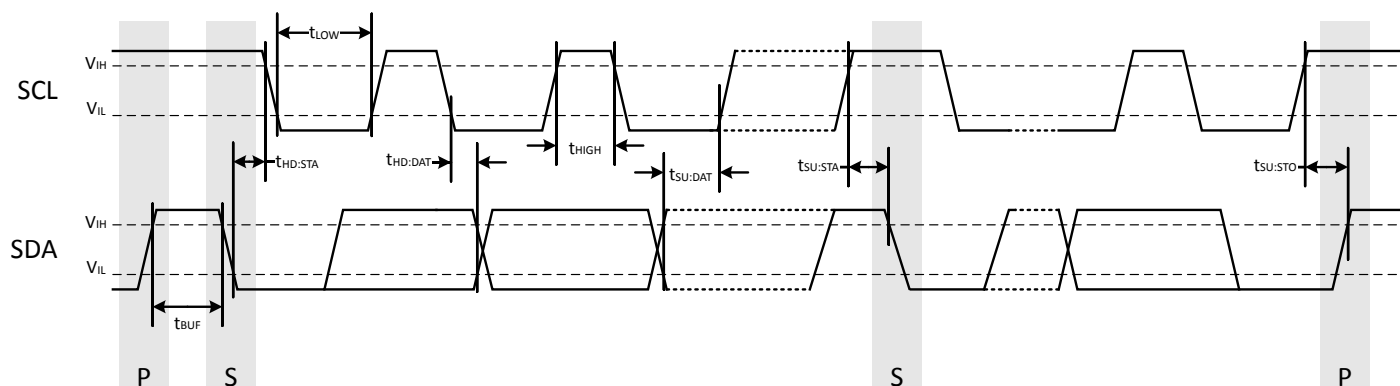 tLOW
VIH
SCL
VIL
tHD:STA
tHD:DAT
tHIGH
tSU:DAT
tSU:STA
tSU:STO
VIH
SDA
VIL
tBUF
P
S
S
P